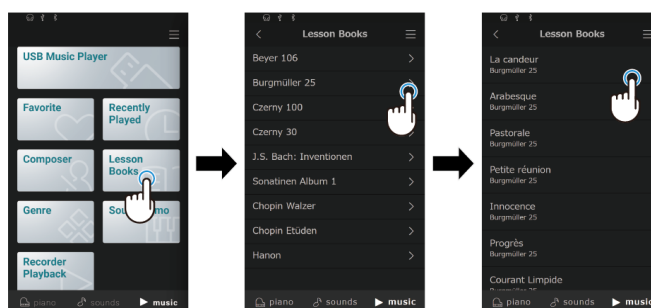 USB Music Player
Favorite
Recently
Played
Composer
Lesson
Books
Genre
Recorder
Playback
piano
sounds
music
Lesson Books
Beyer 106
Burgmüller 25
Czerny 100
Czerny 30
J.S. Bach: Inventionen
Sonatinen Album 1
Chopin Walzer
Chopin Etüden
Hanon
piano
sounds
music
Lesson Books
La candeur
Burgmüller 25
Arabesque
Burgmüller 25
Pastorale
Burgmüller 25
Petite réunion
Burgmüller 25
Innocence
Burgmüller 25
Progrès
Burgmüller 25
Courant Limpide
piano
sounds
music